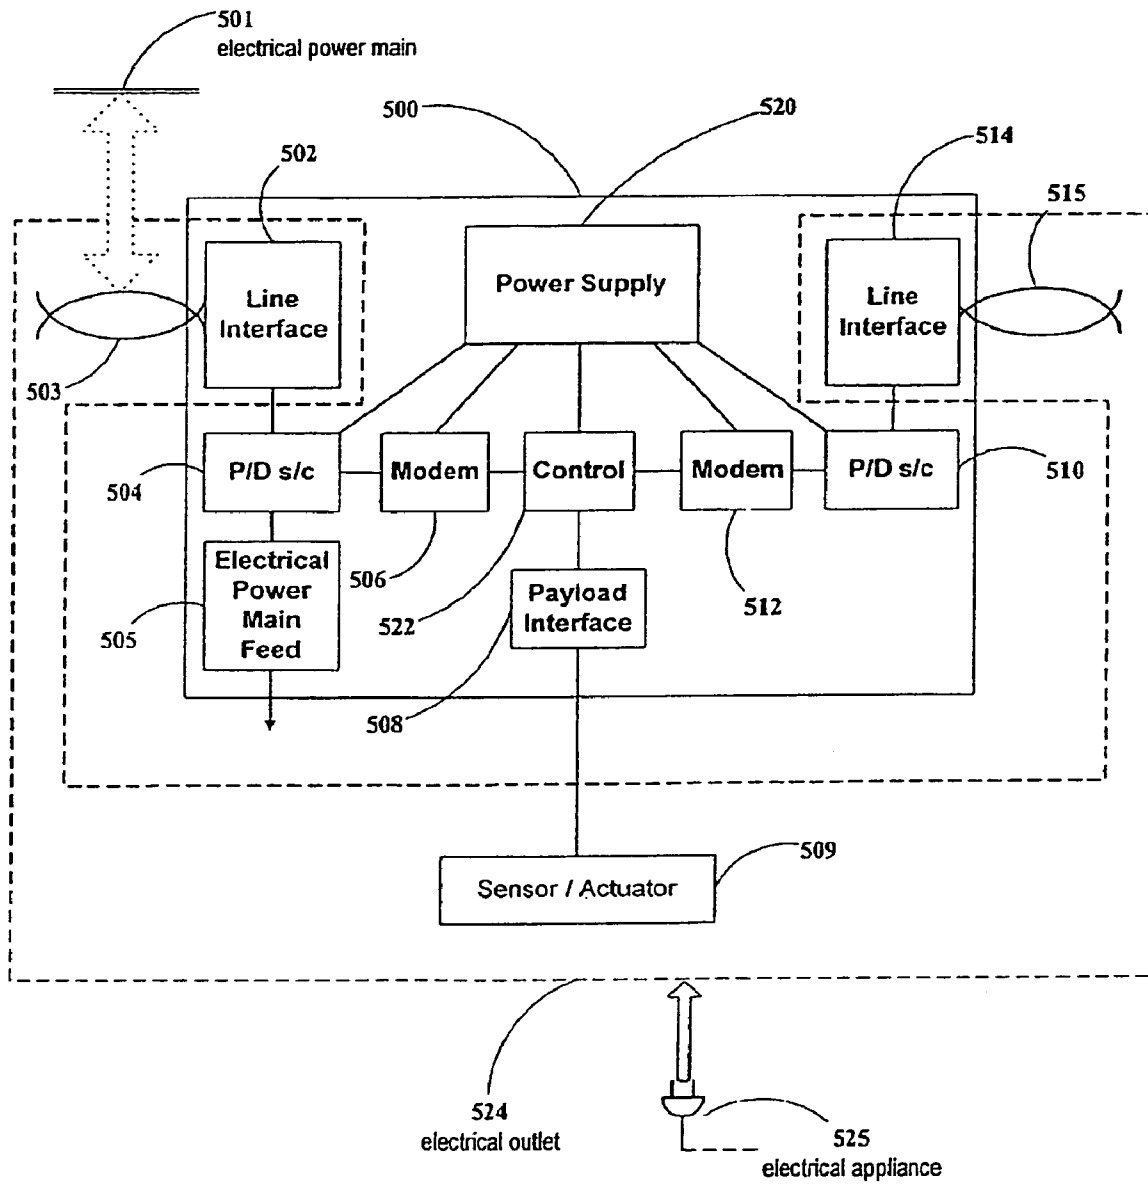 501
electrical power main
500
520
514
502
515
Power Supply
Line
Interface
Line
Interface
503
P/D s/c
Modem
Control
Modem
P/D s/c
504
510
506
512
522
Electrical
Power
Main
Feed
Payload
Interface
505
508
509
Sensor / Actuator
524
electrical outlet
525
electrical appliance